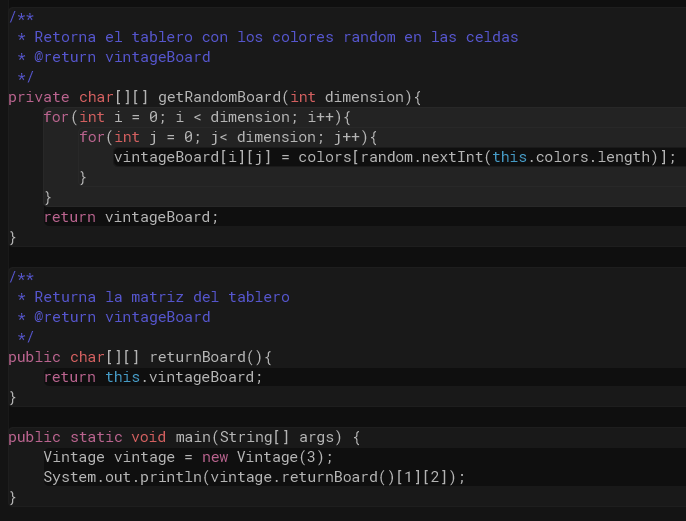 /**
 * Retorna el tablero con los colores random en las celdas
 * @return vintageBoard
 */
private char[][] getRandomBoard(int dimension){
    for(int i = 0; i < dimension; i++){
        for(int j = 0; j< dimension; j++){
            vintageBoard[i][j] = colors[random.nextInt(this.colors.length)];
        }
    }
    return vintageBoard;
}

/**
 * Returna la matriz del tablero
 * @return vintageBoard
 */
public char[][] returnBoard(){
    return this.vintageBoard;
}

public static void main(String[] args) {
    Vintage vintage = new Vintage(3);
    System.out.println(vintage.returnBoard()[1][2]);
}